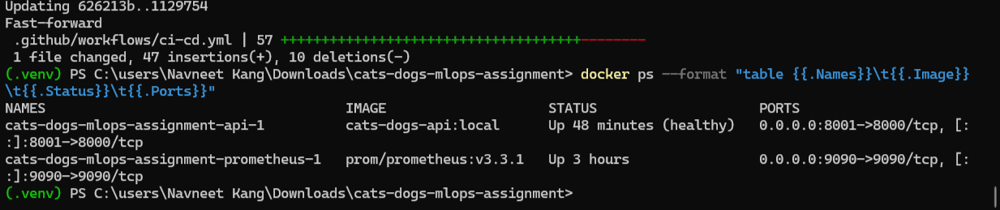 Updating 626213b..1129754
Fast-forward
 .github/workflows/ci-cd.yml | 57 +++++++++++++++++++++++++++++++++++++--------
 1 file changed, 47 insertions(+), 10 deletions(-)
(.venv) PS C:\users\Navneet Kang\Downloads\cats-dogs-mlops-assignment> docker ps --format "table {{.Names}}\t{{.Image}}
\t{{.Status}}\t{{.Ports}}"
NAMES IMAGE STATUS PORTS
cats-dogs-mlops-assignment-api-1 cats-dogs-api:local Up 48 minutes (healthy) 0.0.0.0:8001->8000/tcp, [:
:]:8001->8000/tcp
cats-dogs-mlops-assignment-prometheus-1 prom/prometheus:v3.3.1 Up 3 hours 0.0.0.0:9090->9090/tcp, [:
:]:9090->9090/tcp
(.venv) PS C:\users\Navneet Kang\Downloads\cats-dogs-mlops-assignment>